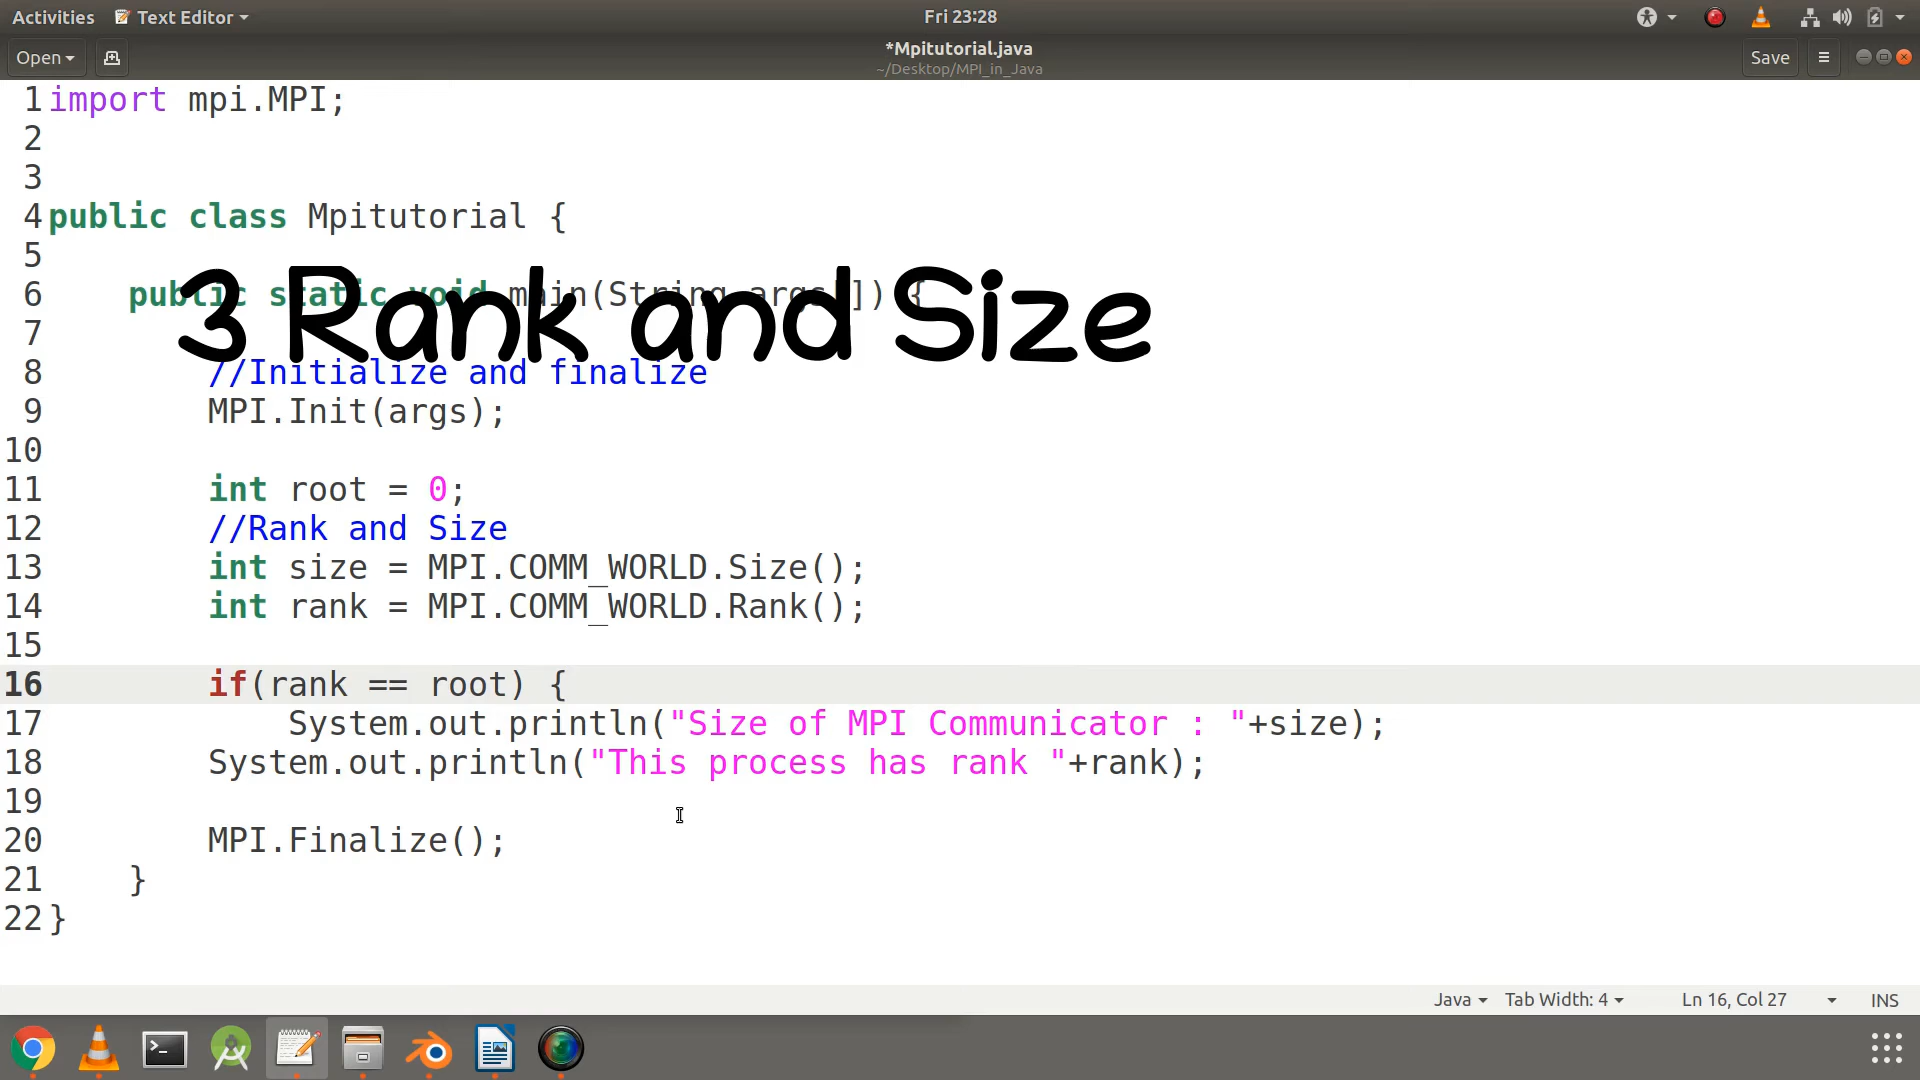 Activities Text Editor Fri 23:28
Open *Mpitutorial.java Save
~/Desktop/MPI_in_Java
1 import mpi.MPI;
2
3
4 public class Mpitutorial {
5
3 Rank and Size
6 public static void main(String args[]) {
7
8 //Initialize and finalize
9 MPI.Init(args);
10
11 int root = 0;
12 //Rank and Size
13 int size = MPI.COMM_WORLD.Size();
14 int rank = MPI.COMM_WORLD.Rank();
15
16 if(rank == root) {
17 System.out.println("Size of MPI Communicator : "+size);
18 System.out.println("This process has rank "+rank);
19
20 MPI.Finalize();
21 }
22 }
Java Tab Width: 4 Ln 16, Col 27 INS